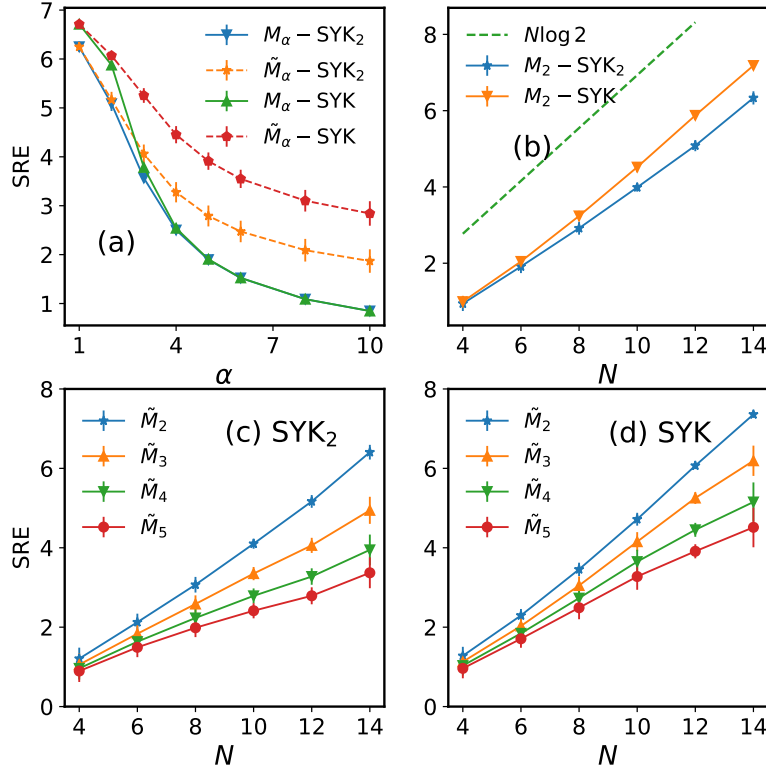 7
6
5
4
3
2
1
SRE
1
4
7
10
α
M_α − SYK_2
M̃_α − SYK_2
M_α − SYK
M̃_α − SYK
(a)
8
6
4
2
4
6
8
10
12
14
N
N log 2
M_2 − SYK_2
M_2 − SYK
(b)
8
6
4
2
0
SRE
4
6
8
10
12
14
N
M̃_2
M̃_3
M̃_4
M̃_5
(c) SYK_2
8
6
4
2
0
4
6
8
10
12
14
N
M̃_2
M̃_3
M̃_4
M̃_5
(d) SYK